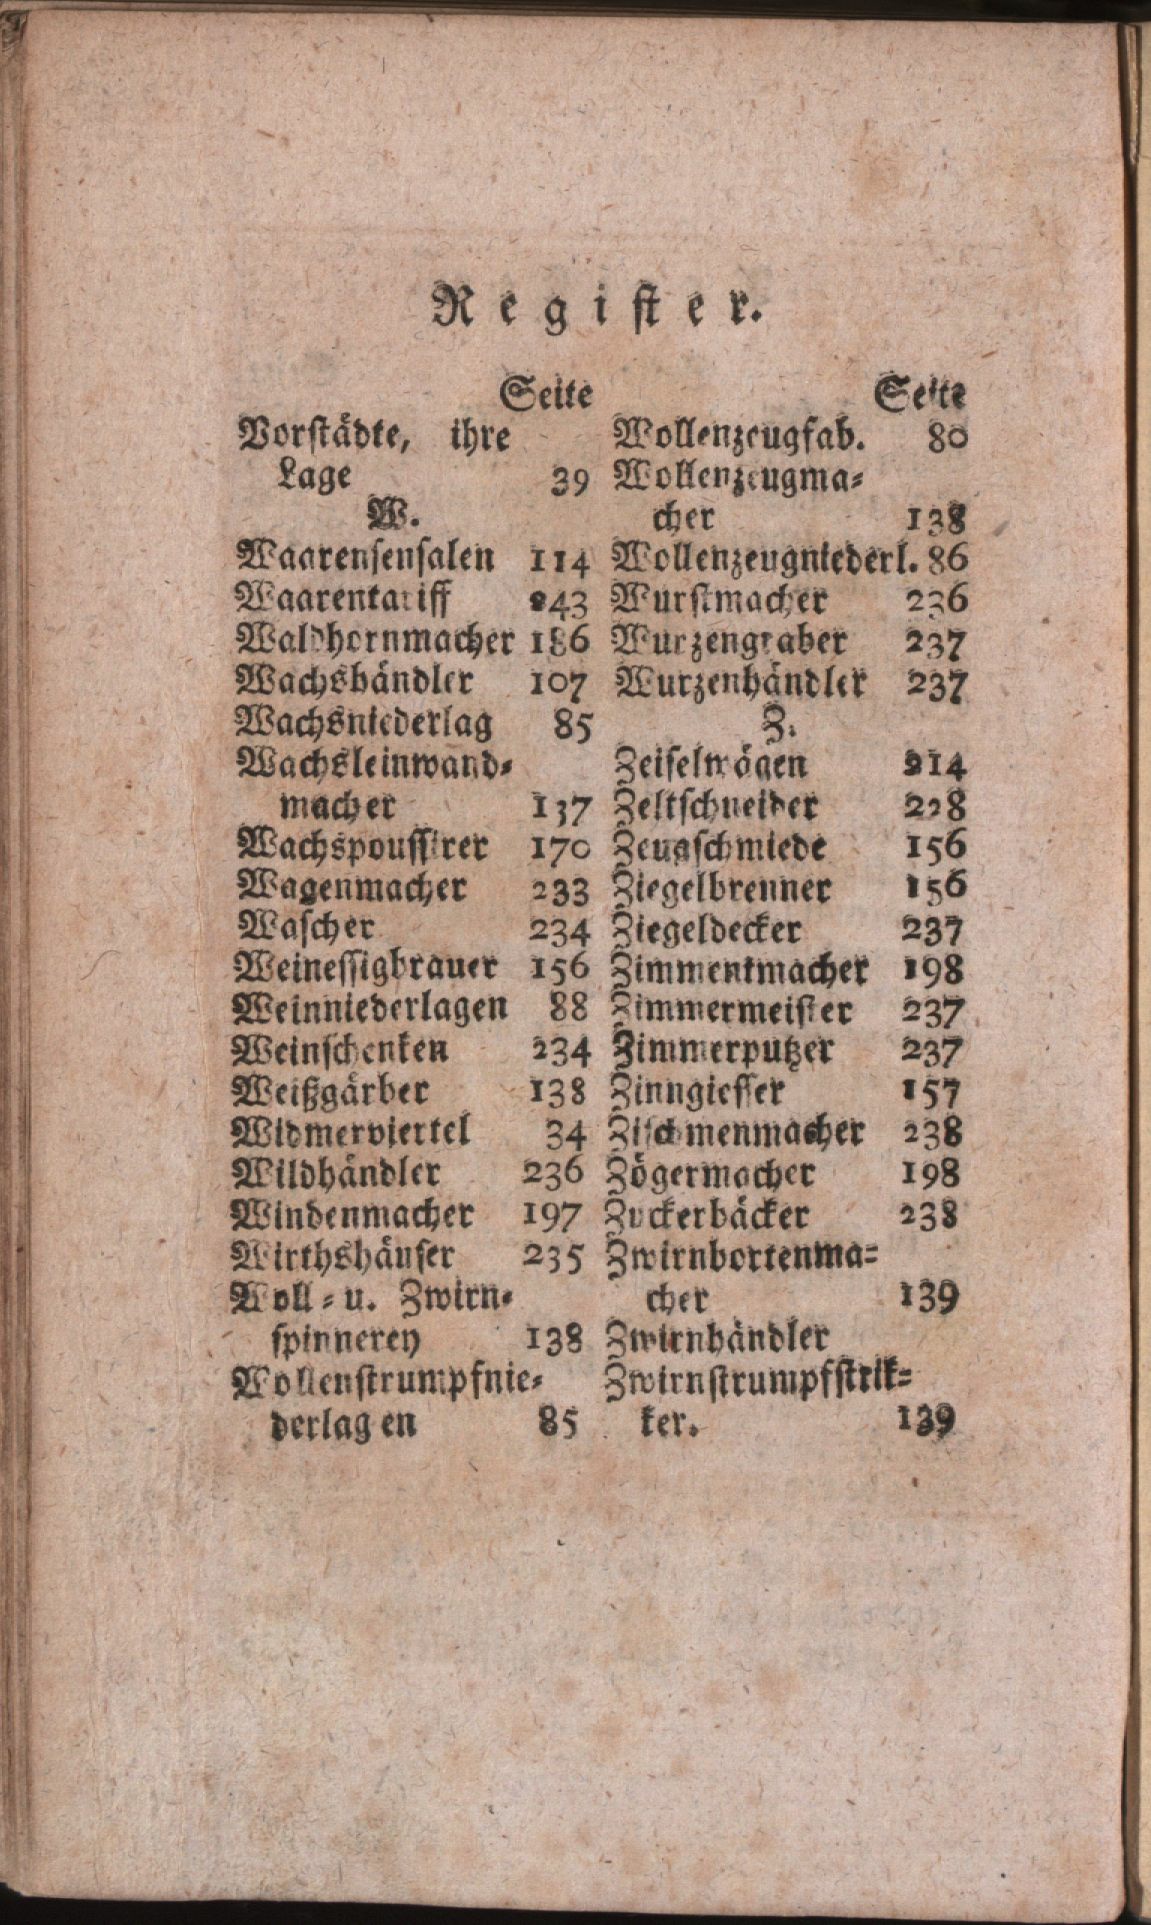 Register.
Seite
Vorstädte, ihre
Lage 39
W.
Waarensensalen 114
Waarentariff 243
Waldhornmacher 186
Wachshändler 107
Wachsniederlag 85
Wachsleinwand-
macher 137
Wachspoussirer 170
Wagenmacher 233
Wascher 234
Weinessigbrauer 156
Weinniederlagen 88
Weinschenken 234
Weißgärber 138
Widmerviertel 34
Wildhändler 236
Windenmacher 197
Wirthshäuser 235
Woll- u. Zwirn-
spinnerey 138
Wollenstrumpfnie-
derlagen 85
Seite
Wollenzeugfab. 80
Wollenzeugma-
cher 138
Wollenzeugniederl. 86
Wurstmacher 236
Wurzengraber 237
Wurzenhändler 237
Z.
Zeiselwägen 214
Zeltschneider
Zeugschmiede 156
Ziegelbrenner 156
Ziegeldecker 237
Zimmentmacher 198
Zimmermeister 237
Zimmerputzer 237
Zinngiesser 157
Zischmenmacher 238
Zögermacher 198
Zuckerbäcker 238
Zwirnbortenma-
cher 139
Zwirnhändler
Zwirnstrumpfstrik-
ker. 139